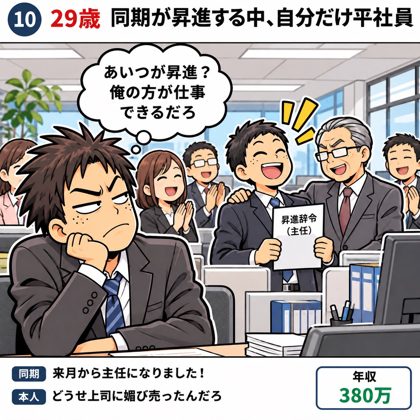 10 29歳 同期が昇進する中、自分だけ平社員
あいつが昇進？
俺の方が仕事
できるだろ
昇進辞令
(主任)
同期 来月から主任になりました！
本人 どうせ上司に媚び売ったんだろ
年収
380万